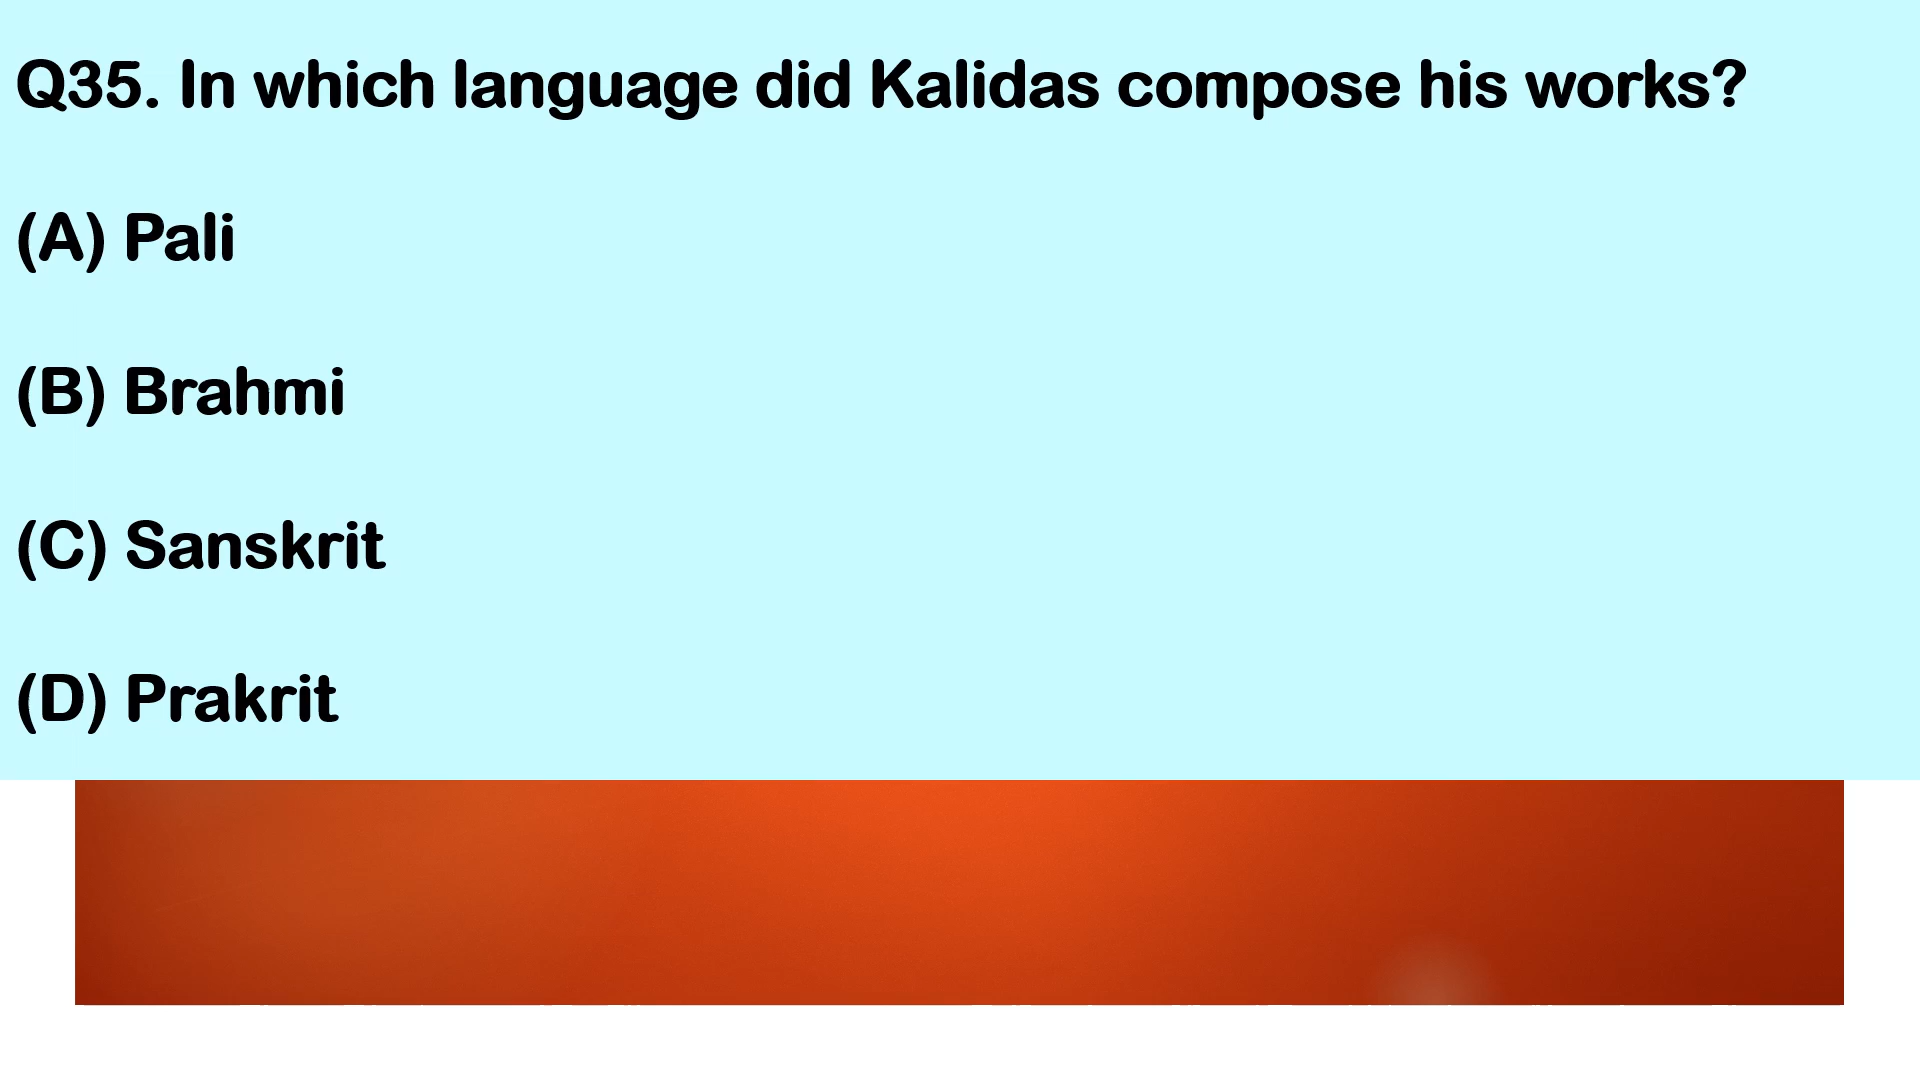 Q35. In which language did Kalidas compose his works?
(A) Pali
(B) Brahmi
(C) Sanskrit
(D) Prakrit